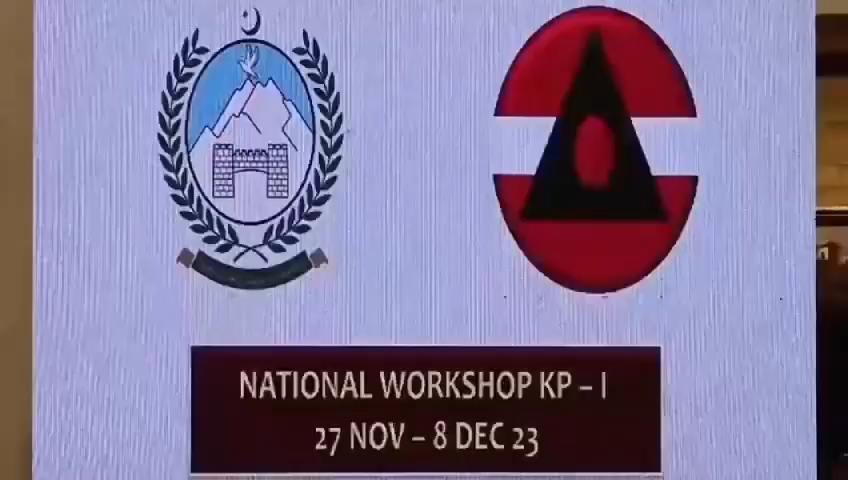 NATIONAL WORKSHOP KP – I
27 NOV – 8 DEC 23